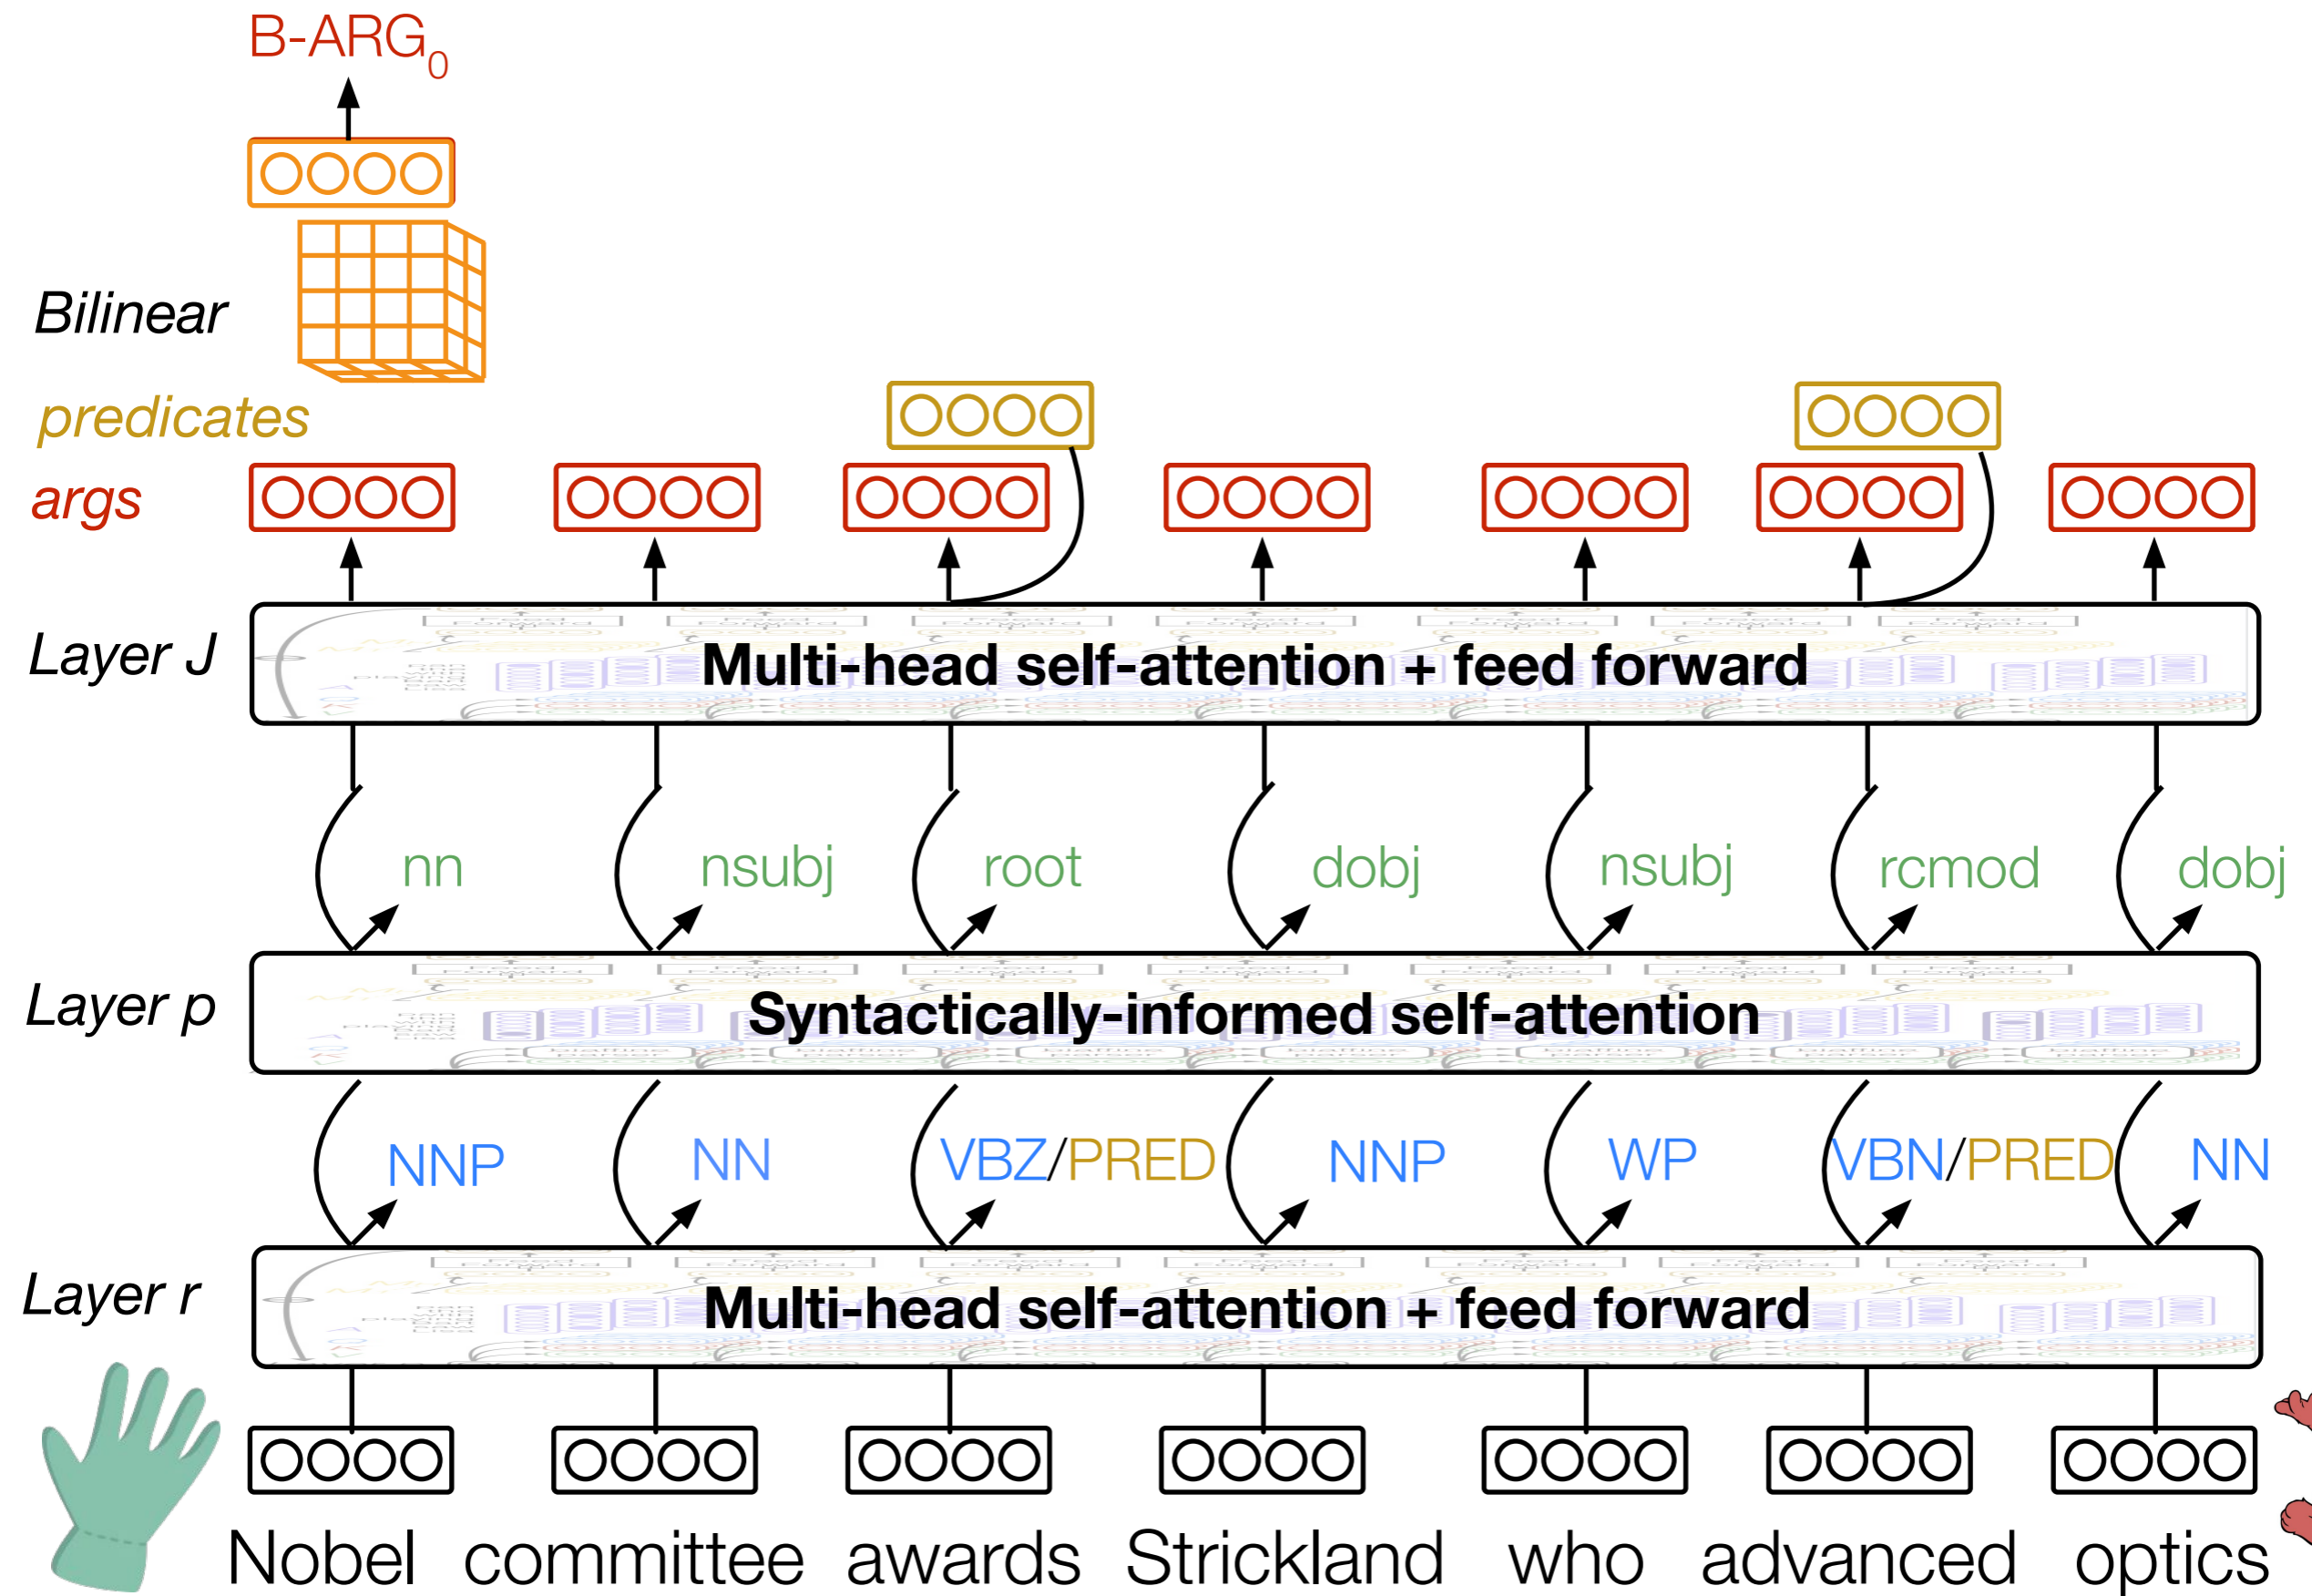 B-ARG0
Bilinear
predicates
args
Layer J
Multi-head self-attention + feed forward
nn nsubj root dobj nsubj rcmod dobj
Layer p
Syntactically-informed self-attention
NNP NN VBZ/PRED NNP WP VBN/PRED NN
Layer r
Multi-head self-attention + feed forward
Nobel committee awards Strickland who advanced optics